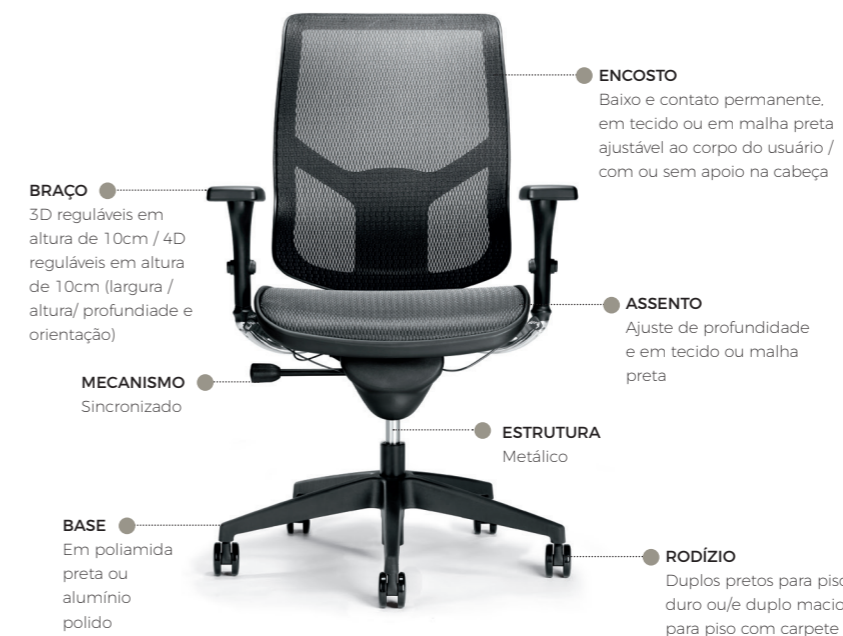 ENCOSTO
Baixo e contato permanente,
em tecido ou em malha preta
ajustável ao corpo do usuário /
com ou sem apoio na cabeça
BRAÇO
3D reguláveis em
altura de 10cm / 4D
reguláveis em altura
de 10cm (largura /
altura/ profundiade e
orientação)
ASSENTO
Ajuste de profundidade
e em tecido ou malha
preta
MECANISMO
Sincronizado
ESTRUTURA
Metálico
BASE
Em poliamida
preta ou
alumínio
polido
RODÍZIO
Duplos pretos para piso
duro ou/e duplo macio
para piso com carpete